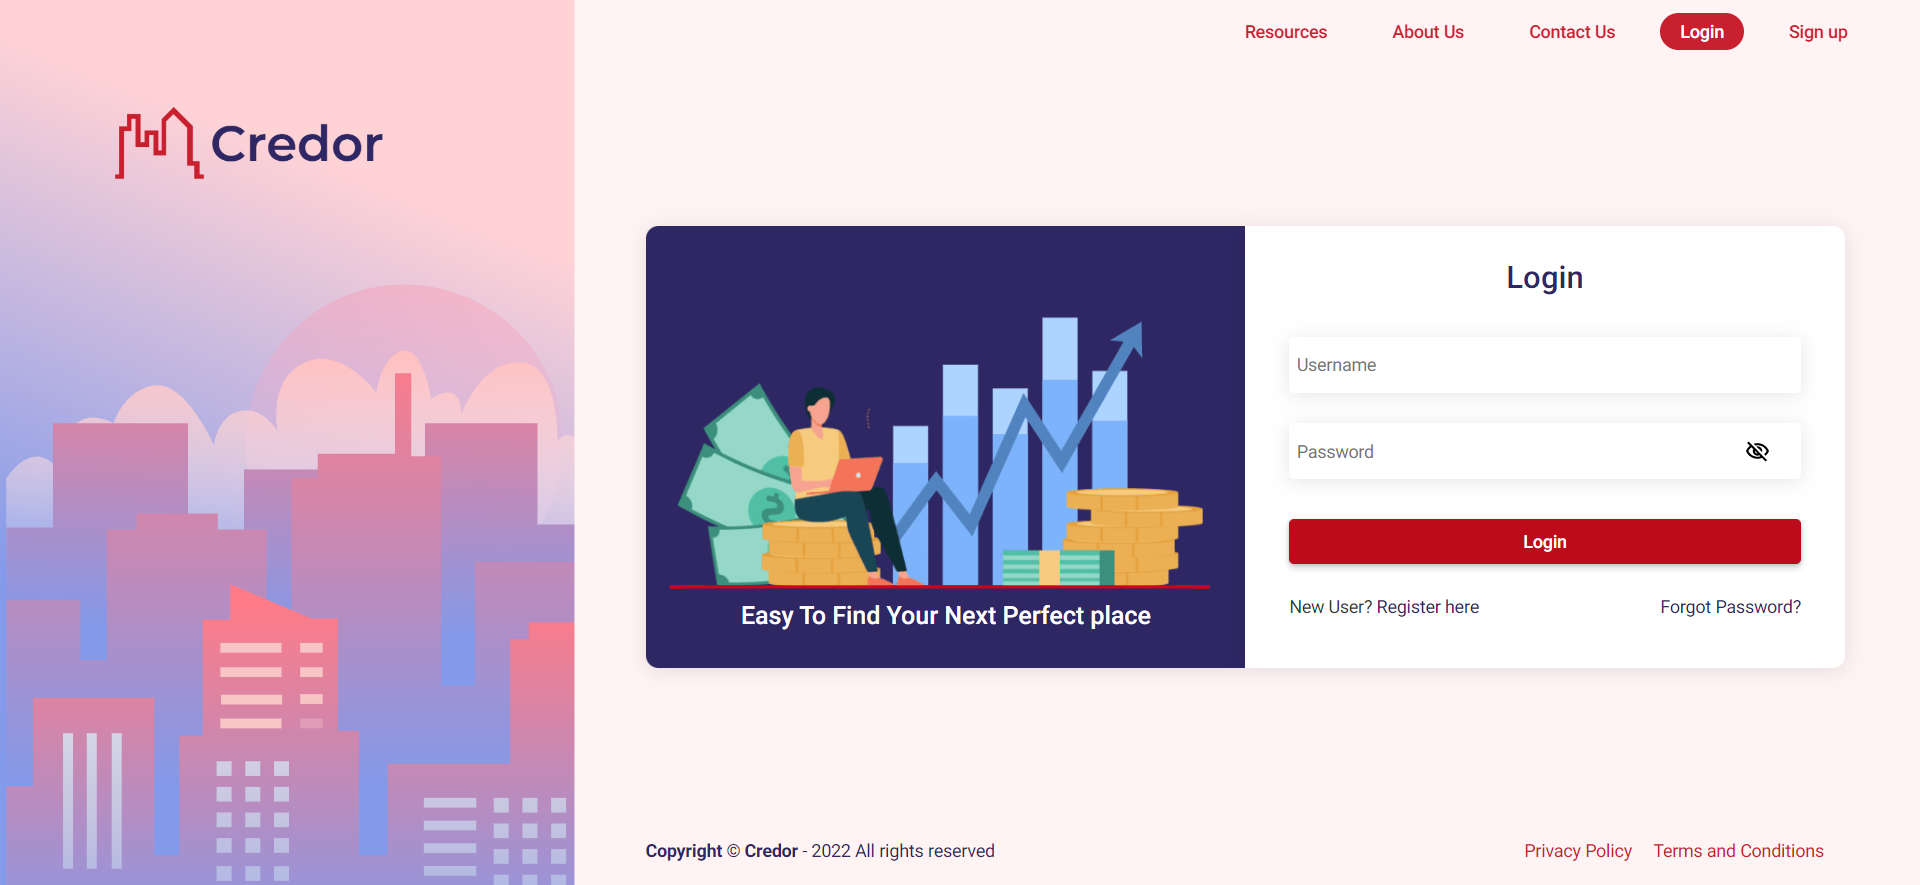 Resources About Us Contact Us Login Sign up
Credor
Login
Username
Password
Login
New User? Register here Forgot Password?
Easy To Find Your Next Perfect place
Copyright © Credor - 2022 All rights reserved
Privacy Policy Terms and Conditions